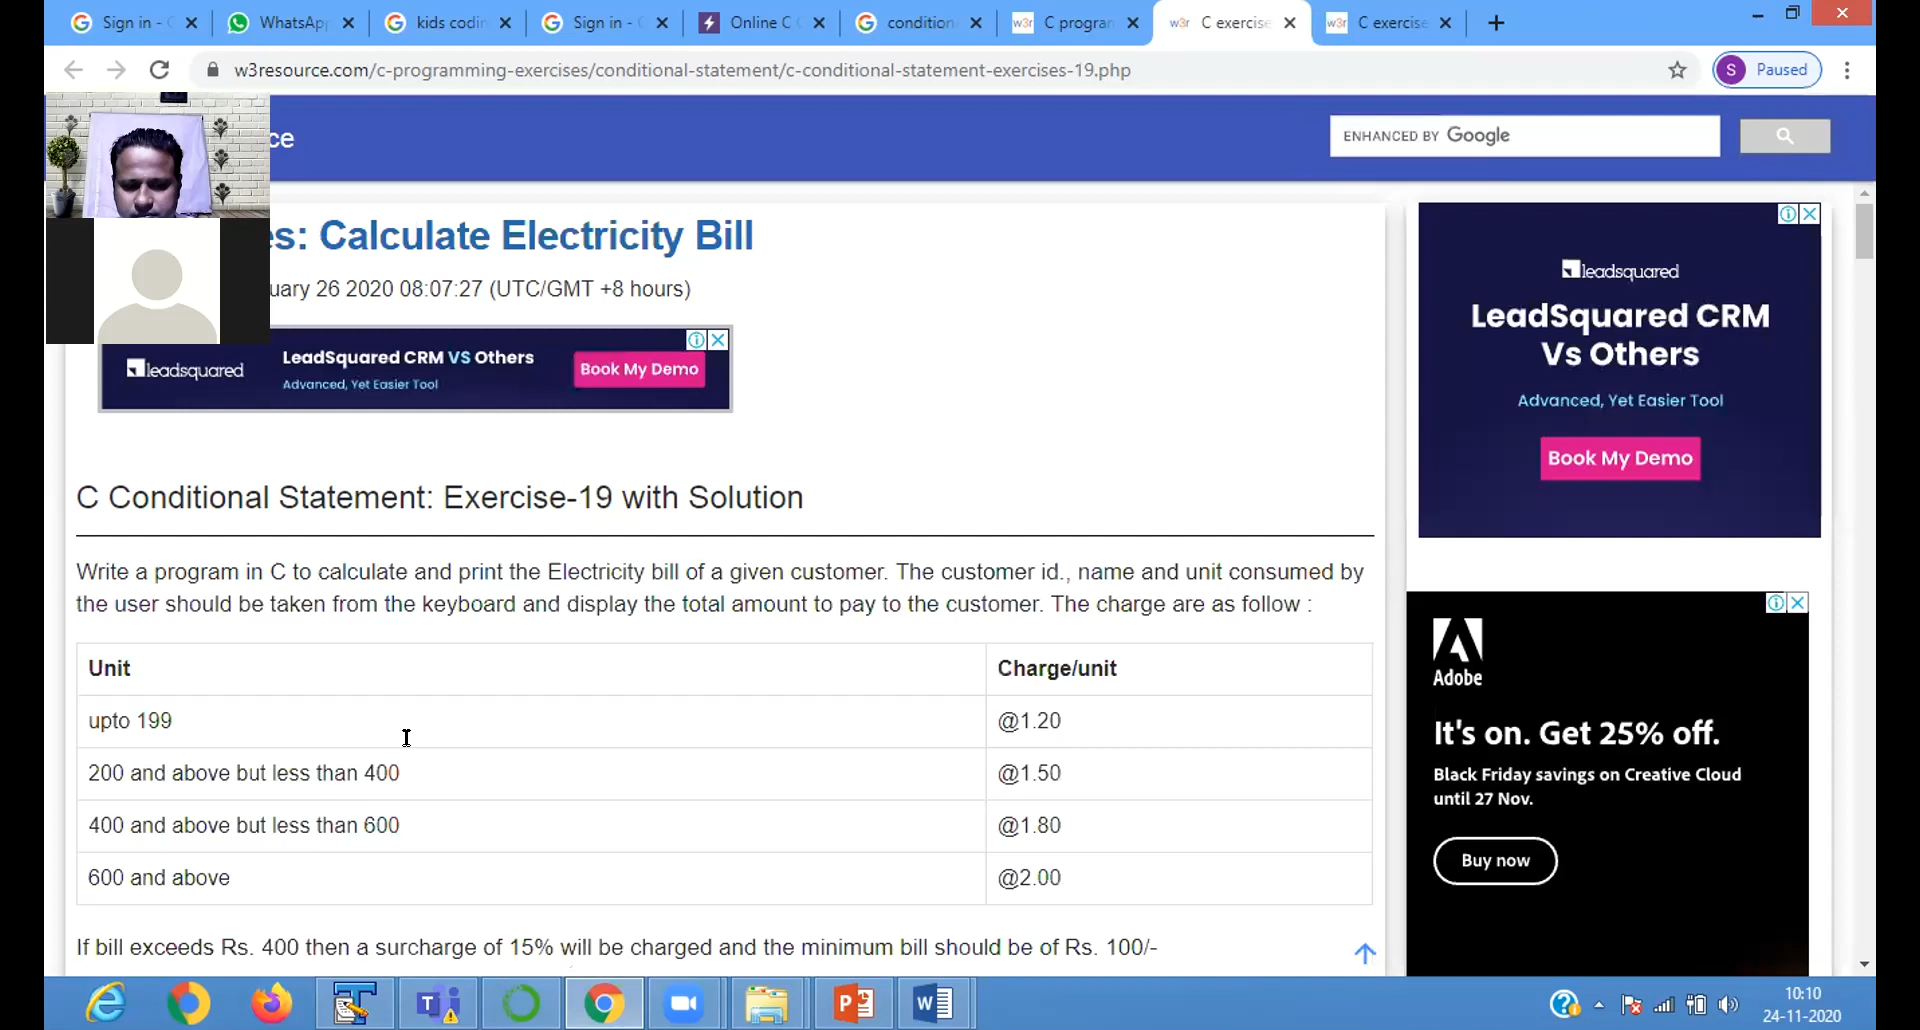 Sign in -
WhatsApp
kids codin
Sign in -
Online C
condition
w3r C program
w3r C exercise
w3r C exercise
w3resource.com/c-programming-exercises/conditional-statement/c-conditional-statement-exercises-19.php
S Paused
ce
ENHANCED BY Google
es: Calculate Electricity Bill
uary 26 2020 08:07:27 (UTC/GMT +8 hours)
leadsquared
LeadSquared CRM VS Others
Advanced, Yet Easier Tool
Book My Demo
leadsquared
LeadSquared CRM
Vs Others
Advanced, Yet Easier Tool
Book My Demo
C Conditional Statement: Exercise-19 with Solution
Write a program in C to calculate and print the Electricity bill of a given customer. The customer id., name and unit consumed by
the user should be taken from the keyboard and display the total amount to pay to the customer. The charge are as follow :
Unit Charge/unit
upto 199 @1.20
200 and above but less than 400 @1.50
400 and above but less than 600 @1.80
600 and above @2.00
If bill exceeds Rs. 400 then a surcharge of 15% will be charged and the minimum bill should be of Rs. 100/-
Adobe
It's on. Get 25% off.
Black Friday savings on Creative Cloud
until 27 Nov.
Buy now
10:10
24-11-2020